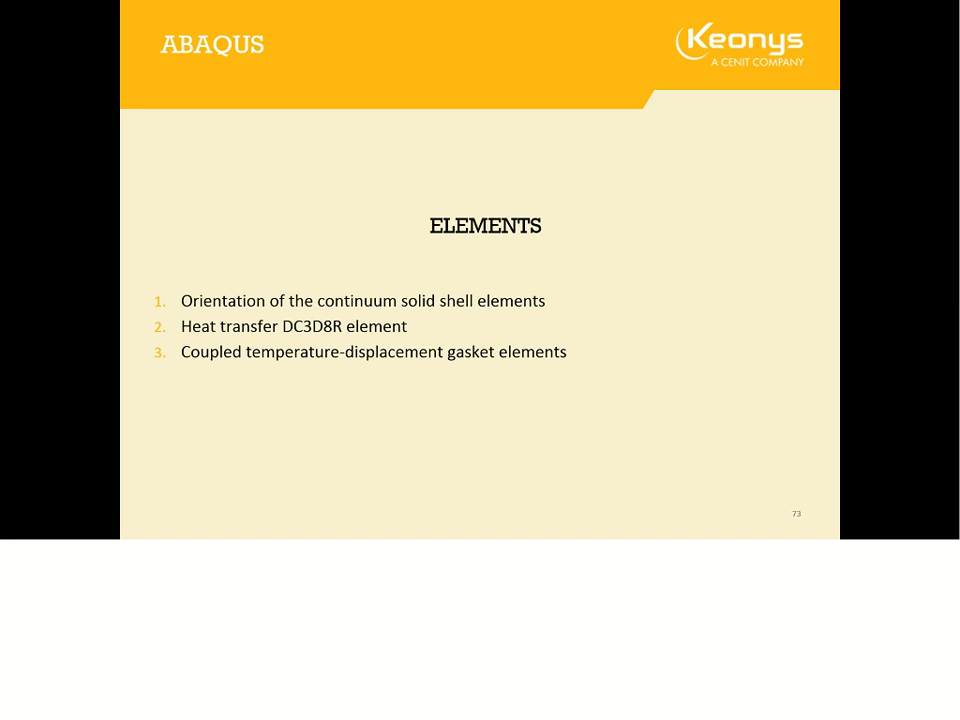 ABAQUS
Keonys
A CENIT COMPANY
ELEMENTS
1. Orientation of the continuum solid shell elements
2. Heat transfer DC3D8R element
3. Coupled temperature-displacement gasket elements
73